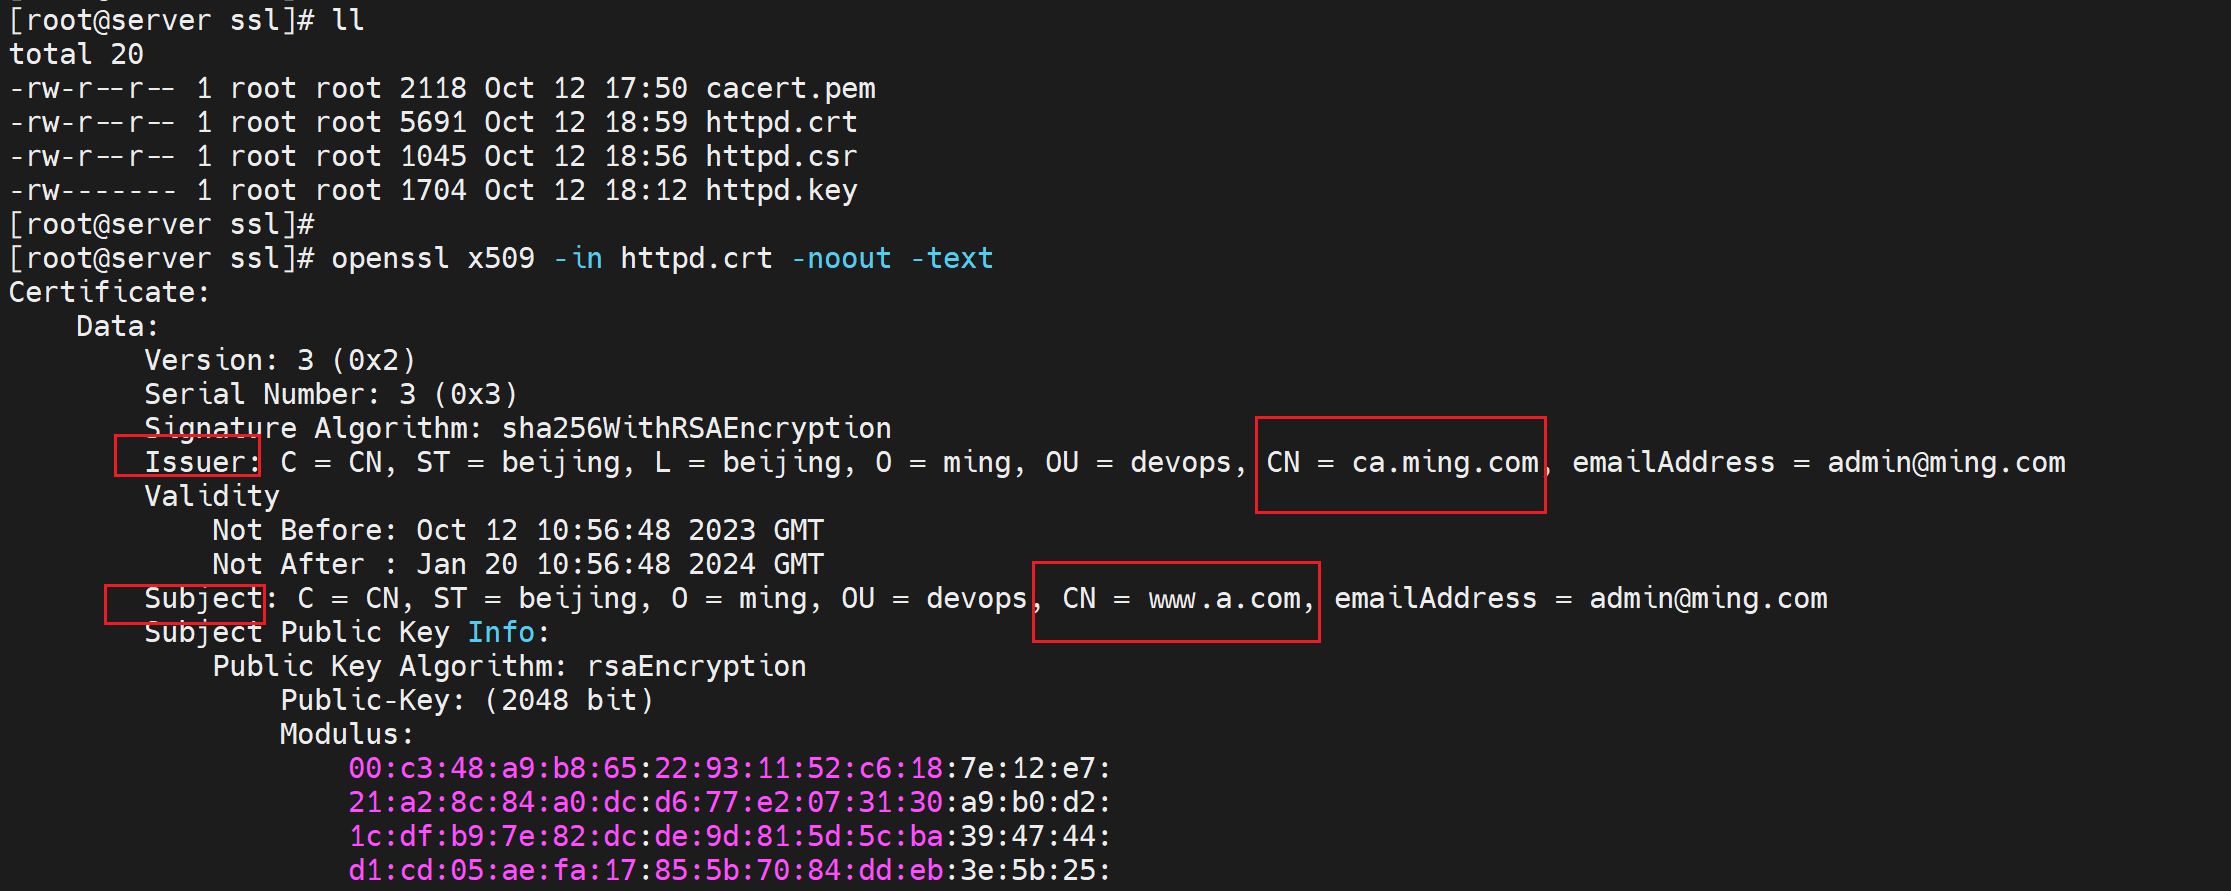 [root@server ssl]# ll
total 20
-rw-r--r-- 1 root root 2118 Oct 12 17:50 cacert.pem
-rw-r--r-- 1 root root 5691 Oct 12 18:59 httpd.crt
-rw-r--r-- 1 root root 1045 Oct 12 18:56 httpd.csr
-rw------- 1 root root 1704 Oct 12 18:12 httpd.key
[root@server ssl]#
[root@server ssl]# openssl x509 -in httpd.crt -noout -text
Certificate:
    Data:
        Version: 3 (0x2)
        Serial Number: 3 (0x3)
        Signature Algorithm: sha256WithRSAEncryption
        Issuer: C = CN, ST = beijing, L = beijing, O = ming, OU = devops, CN = ca.ming.com, emailAddress = admin@ming.com
        Validity
            Not Before: Oct 12 10:56:48 2023 GMT
            Not After : Jan 20 10:56:48 2024 GMT
        Subject: C = CN, ST = beijing, O = ming, OU = devops, CN = www.a.com, emailAddress = admin@ming.com
        Subject Public Key Info:
            Public Key Algorithm: rsaEncryption
                Public-Key: (2048 bit)
                Modulus:
                    00:c3:48:a9:b8:65:22:93:11:52:c6:18:7e:12:e7:
                    21:a2:8c:84:a0:dc:d6:77:e2:07:31:30:a9:b0:d2:
                    1c:df:b9:7e:82:dc:de:9d:81:5d:5c:ba:39:47:44:
                    d1:cd:05:ae:fa:17:85:5b:70:84:dd:eb:3e:5b:25: